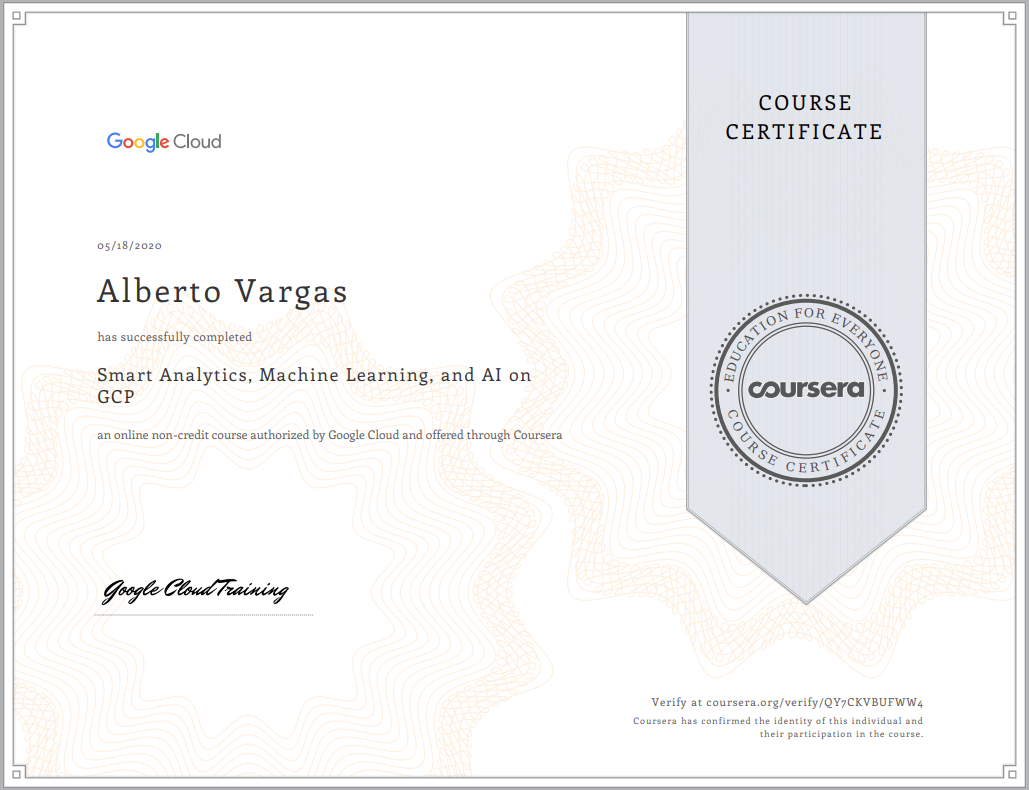 COURSE
CERTIFICATE
Google Cloud
05/18/2020
Alberto Vargas
has successfully completed
Smart Analytics, Machine Learning, and AI on
GCP
an online non-credit course authorized by Google Cloud and offered through Coursera
EDUCATION FOR EVERYONE
coursera
COURSE CERTIFICATE
Google Cloud Training
Verify at coursera.org/verify/QY7CKVBUFWW4
Coursera has confirmed the identity of this individual and
their participation in the course.